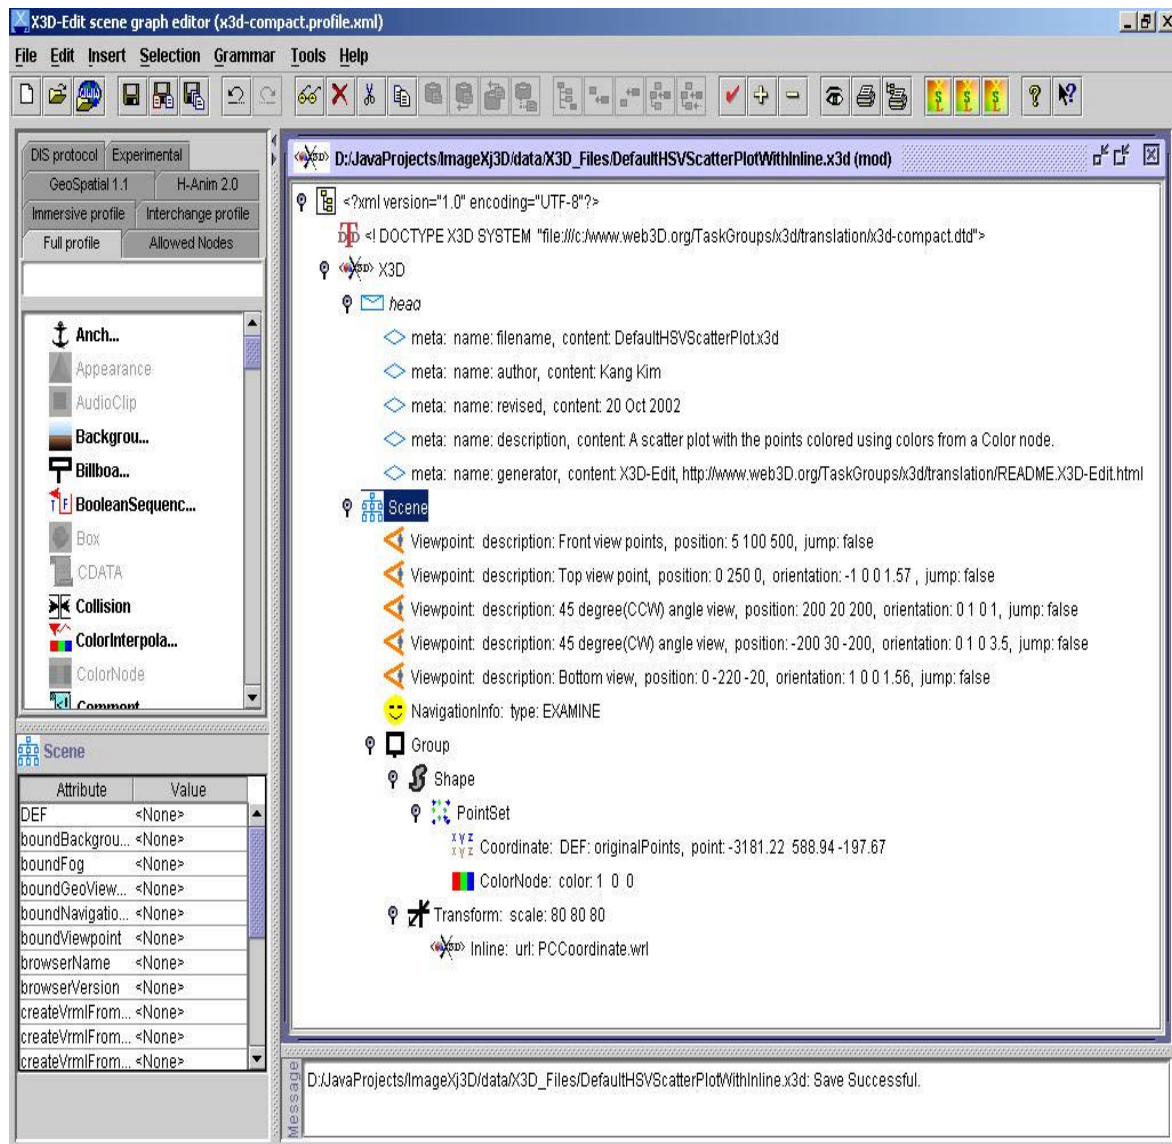 X3D-Edit scene graph editor (x3d-compact.profile.xml)
File Edit Insert Selection Grammar Tools Help
DIS protocol Experimental
GeoSpatial 1.1 H-Anim 2.0
Immersive profile Interchange profile
Full profile Allowed Nodes
Anch...
Appearance
AudioClip
Backgrou...
Billboa...
BooleanSequenc...
Box
CDATA
Collision
ColorInterpola...
ColorNode
Comment
Scene
Attribute Value
DEF <None>
boundBackgrou... <None>
boundFog <None>
boundGeoView... <None>
boundNavigatio... <None>
boundViewpoint <None>
browserName <None>
browserVersion <None>
createVrmlFrom... <None>
createVrmlFrom... <None>
createVrmlFrom... <None>
D:/JavaProjects/ImageXj3D/data/X3D_Files/DefaultHSVScatterPlotWithInline.x3d (mod)
<?xml version="1.0" encoding="UTF-8"?>
<! DOCTYPE X3D SYSTEM "file:///c:/www.web3D.org/TaskGroups/x3d/translation/x3d-compact.dtd">
X3D
head
meta: name: filename, content: DefaultHSVScatterPlot.x3d
meta: name: author, content: Kang Kim
meta: name: revised, content: 20 Oct 2002
meta: name: description, content: A scatter plot with the points colored using colors from a Color node.
meta: name: generator, content: X3D-Edit, http://www.web3D.org/TaskGroups/x3d/translation/README.X3D-Edit.html
Scene
Viewpoint: description: Front view points, position: 5 100 500, jump: false
Viewpoint: description: Top view point, position: 0 250 0, orientation: -1 0 0 1.57 , jump: false
Viewpoint: description: 45 degree(CCW) angle view, position: 200 20 200, orientation: 0 1 0 1, jump: false
Viewpoint: description: 45 degree(CW) angle view, position: -200 30 -200, orientation: 0 1 0 3.5, jump: false
Viewpoint: description: Bottom view, position: 0 -220 -20, orientation: 1 0 0 1.56, jump: false
NavigationInfo: type: EXAMINE
Group
Shape
PointSet
Coordinate: DEF: originalPoints, point: -3181.22 588.94 -197.67
ColorNode: color: 1 0 0
Transform: scale: 80 80 80
Inline: url: PCCoordinate.wrl
Message
D:/JavaProjects/ImageXj3D/data/X3D_Files/DefaultHSVScatterPlotWithInline.x3d: Save Successful.